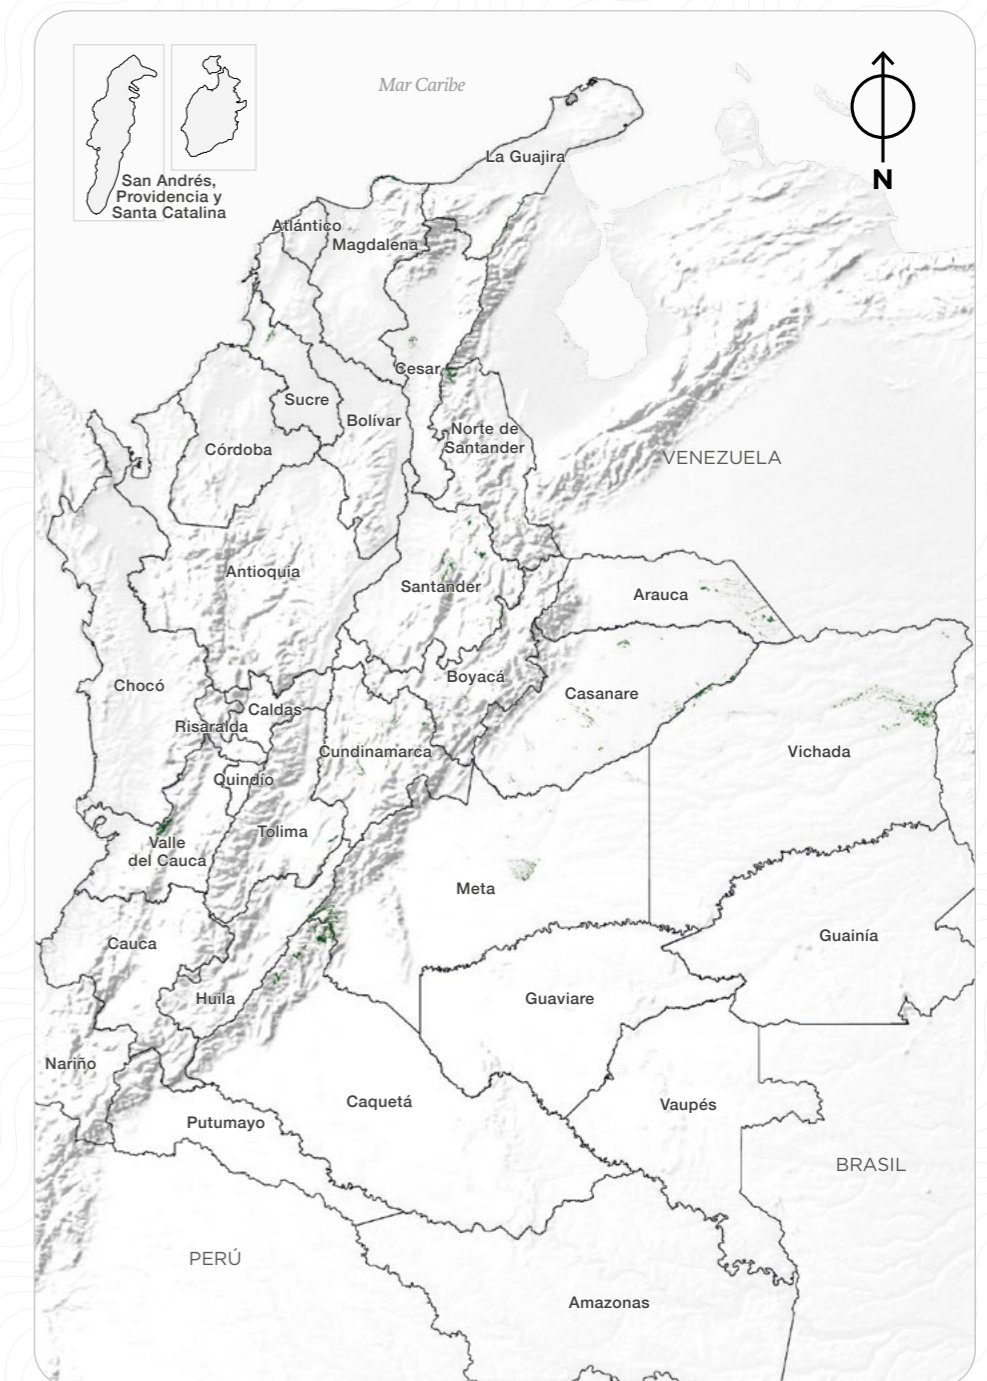 Mar Caribe
N
La Guajira
San Andrés,
Providencia y
Santa Catalina
Atlántico
Magdalena
Cesar
Sucre
Bolívar
Norte de
Santander
Córdoba
VENEZUELA
Antioquia
Santander
Arauca
Chocó
Boyacá
Casanare
Caldas
Risaralda
Cundinamarca
Vichada
Quindío
Tolima
Valle
del Cauca
Meta
Cauca
Guainía
Huila
Guaviare
Nariño
Caquetá
Vaupés
Putumayo
BRASIL
PERÚ
Amazonas